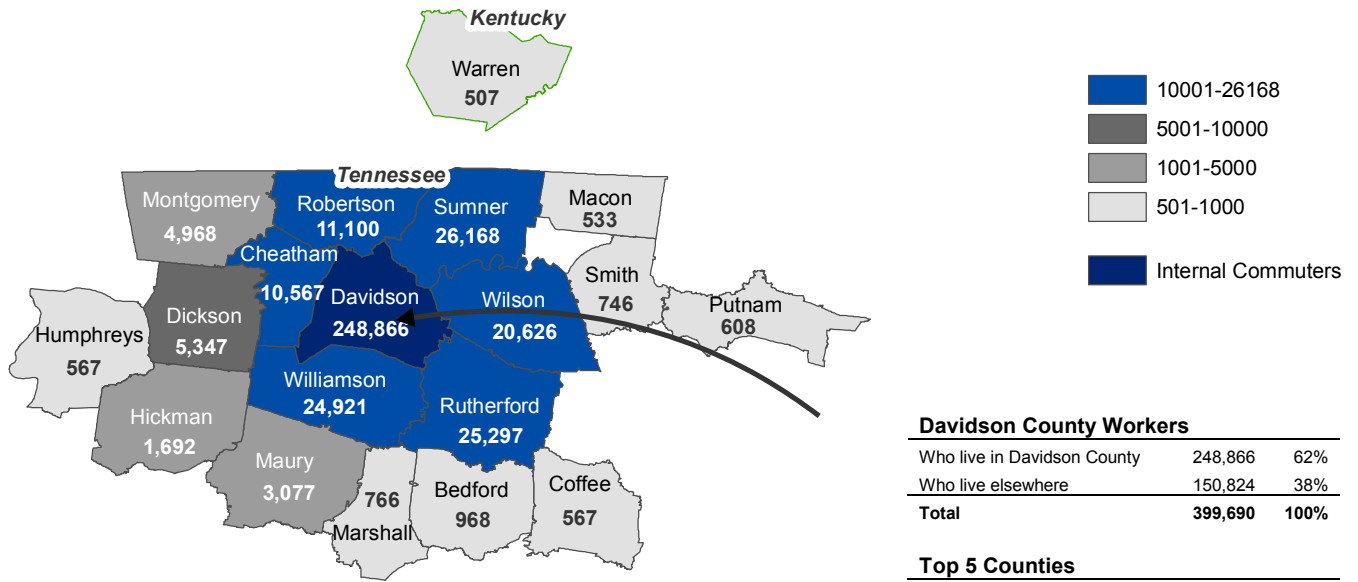 Kentucky
Warren
507
Tennessee
Montgomery
4,968
Robertson
11,100
Sumner
26,168
Macon
533
Cheatham
10,567
Davidson
248,866
Wilson
20,626
Smith
746
Putnam
608
Humphreys
567
Dickson
5,347
Williamson
24,921
Rutherford
25,297
Hickman
1,692
Maury
3,077
766
Marshall
Bedford
968
Coffee
567
10001-26168
5001-10000
1001-5000
501-1000
Internal Commuters
Davidson County Workers
Who live in Davidson County 248,866 62%
Who live elsewhere 150,824 38%
Total 399,690 100%
Top 5 Counties